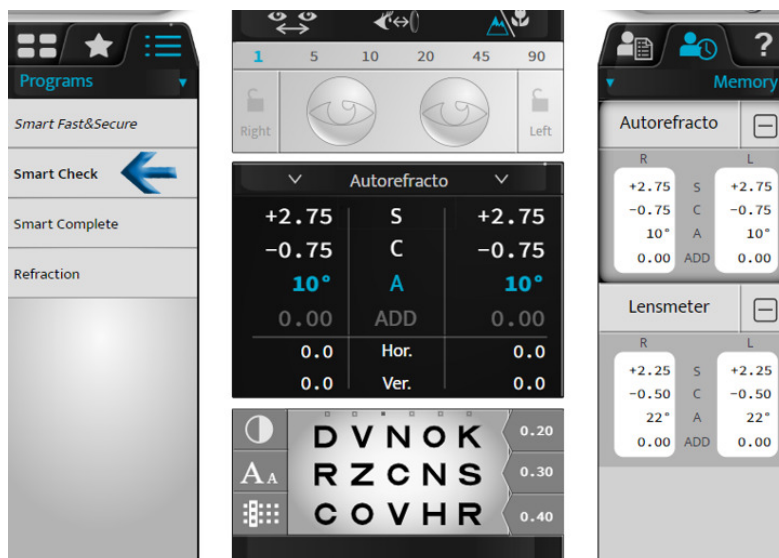 Programs
Smart Fast&Secure
Smart Check
Smart Complete
Refraction
1 5 10 20 45 90
Right Left
Autorefracto
+2.75 S +2.75
-0.75 C -0.75
10° A 10°
0.00 ADD 0.00
0.0 Hor. 0.0
0.0 Ver. 0.0
A A
D V N O K 0.20
R Z C N S 0.30
C O V H R 0.40
?
Memory
Autorefracto
R L
+2.75 S +2.75
-0.75 C -0.75
10° A 10°
0.00 ADD 0.00
Lensmeter
R L
+2.25 S +2.25
-0.50 C -0.50
22° A 22°
0.00 ADD 0.00